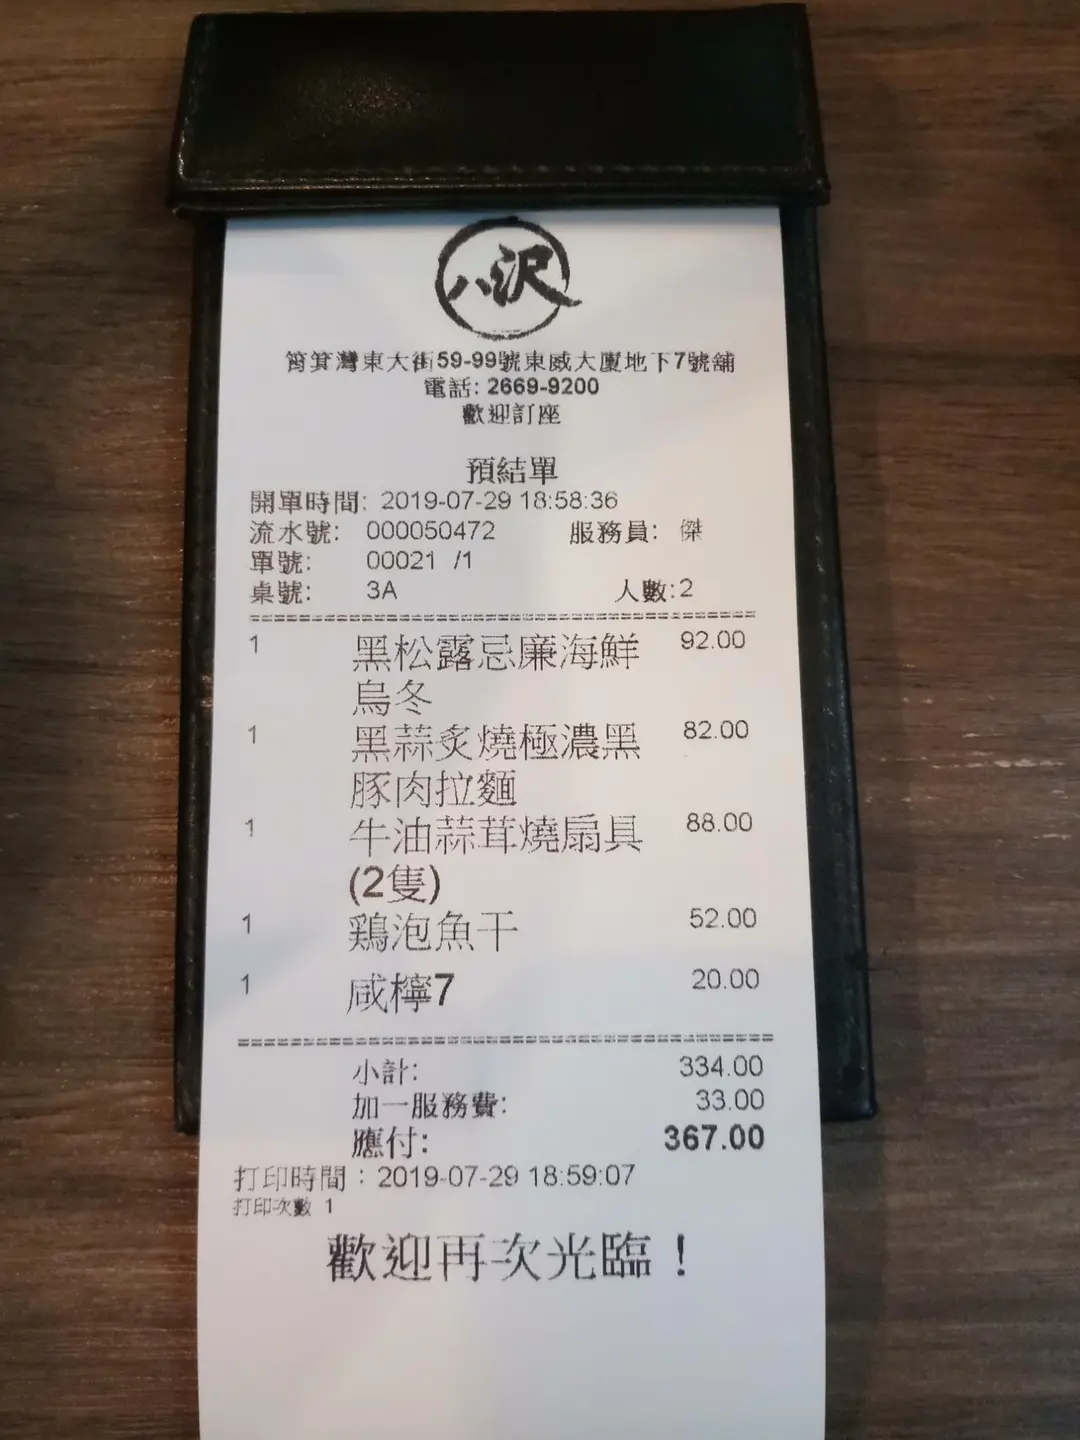 八沢
筲箕灣東大街59-99號東威大廈地下7號舖
電話: 2669-9200
歡迎訂座
預結單
開單時間: 2019-07-29 18:58:36
流水號: 000050472 服務員: 傑
單號: 00021 /1
桌號: 3A 人數:2
1 黑松露忌廉海鮮 92.00
烏冬
1 黑蒜炙燒極濃黑 82.00
豚肉拉麵
1 牛油蒜茸燒扇具 88.00
(2隻)
1 鶏泡魚干 52.00
1 咸檸7 20.00
小計: 334.00
加一服務費: 33.00
應付: 367.00
打印時間：2019-07-29 18:59:07
打印次數 1
歡迎再次光臨！